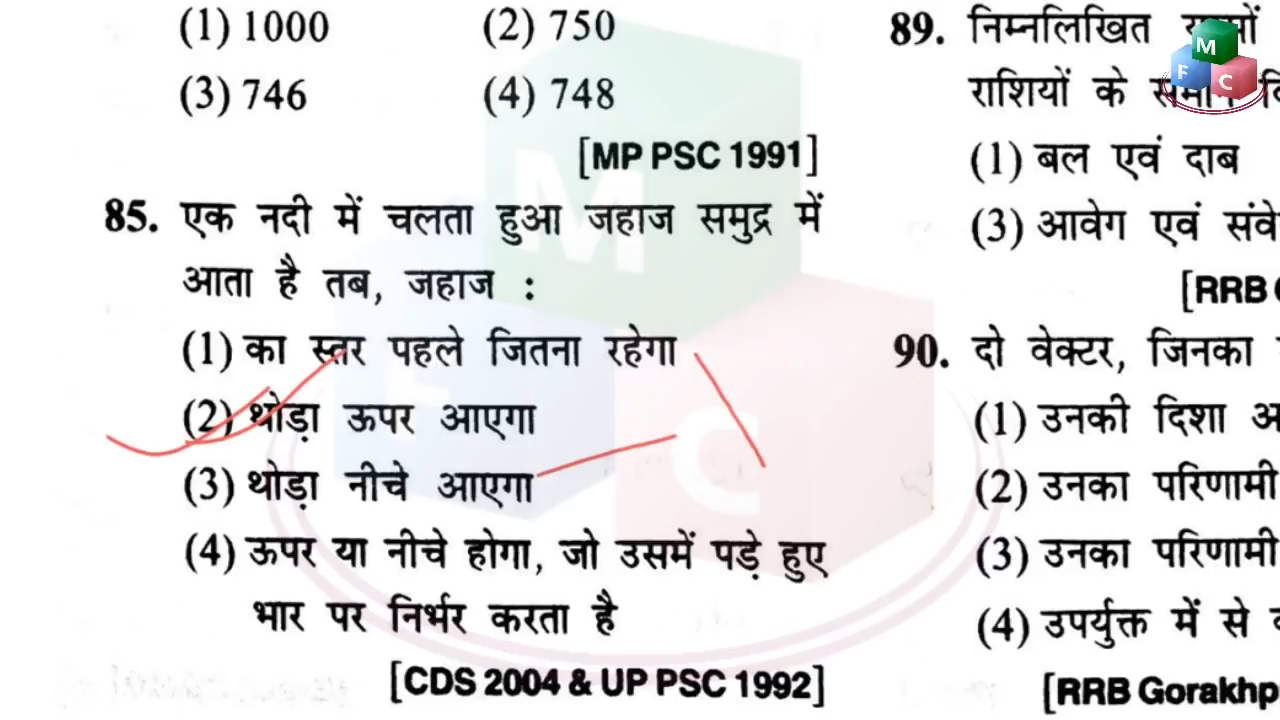 (1) 1000 (2) 750
(3) 746 (4) 748
[MP PSC 1991]
85. एक नदी में चलता हुआ जहाज समुद्र में
आता है तब, जहाज :
(1) का स्तर पहले जितना रहेगा
(2) थोड़ा ऊपर आएगा
(3) थोड़ा नीचे आएगा
(4) ऊपर या नीचे होगा, जो उसमें पड़े हुए
भार पर निर्भर करता है
[CDS 2004 & UP PSC 1992]
89. निम्नलिखित
राशियों के समान
(1) बल एवं दाब
(3) आवेग एवं
[RRB
90. दो वेक्टर, जिनका
(1) उनकी दिशा
(2) उनका परिणामी
(3) उनका परिणामी
(4) उपर्युक्त में से
[RRB Gorakhp
M
F C
M
F C